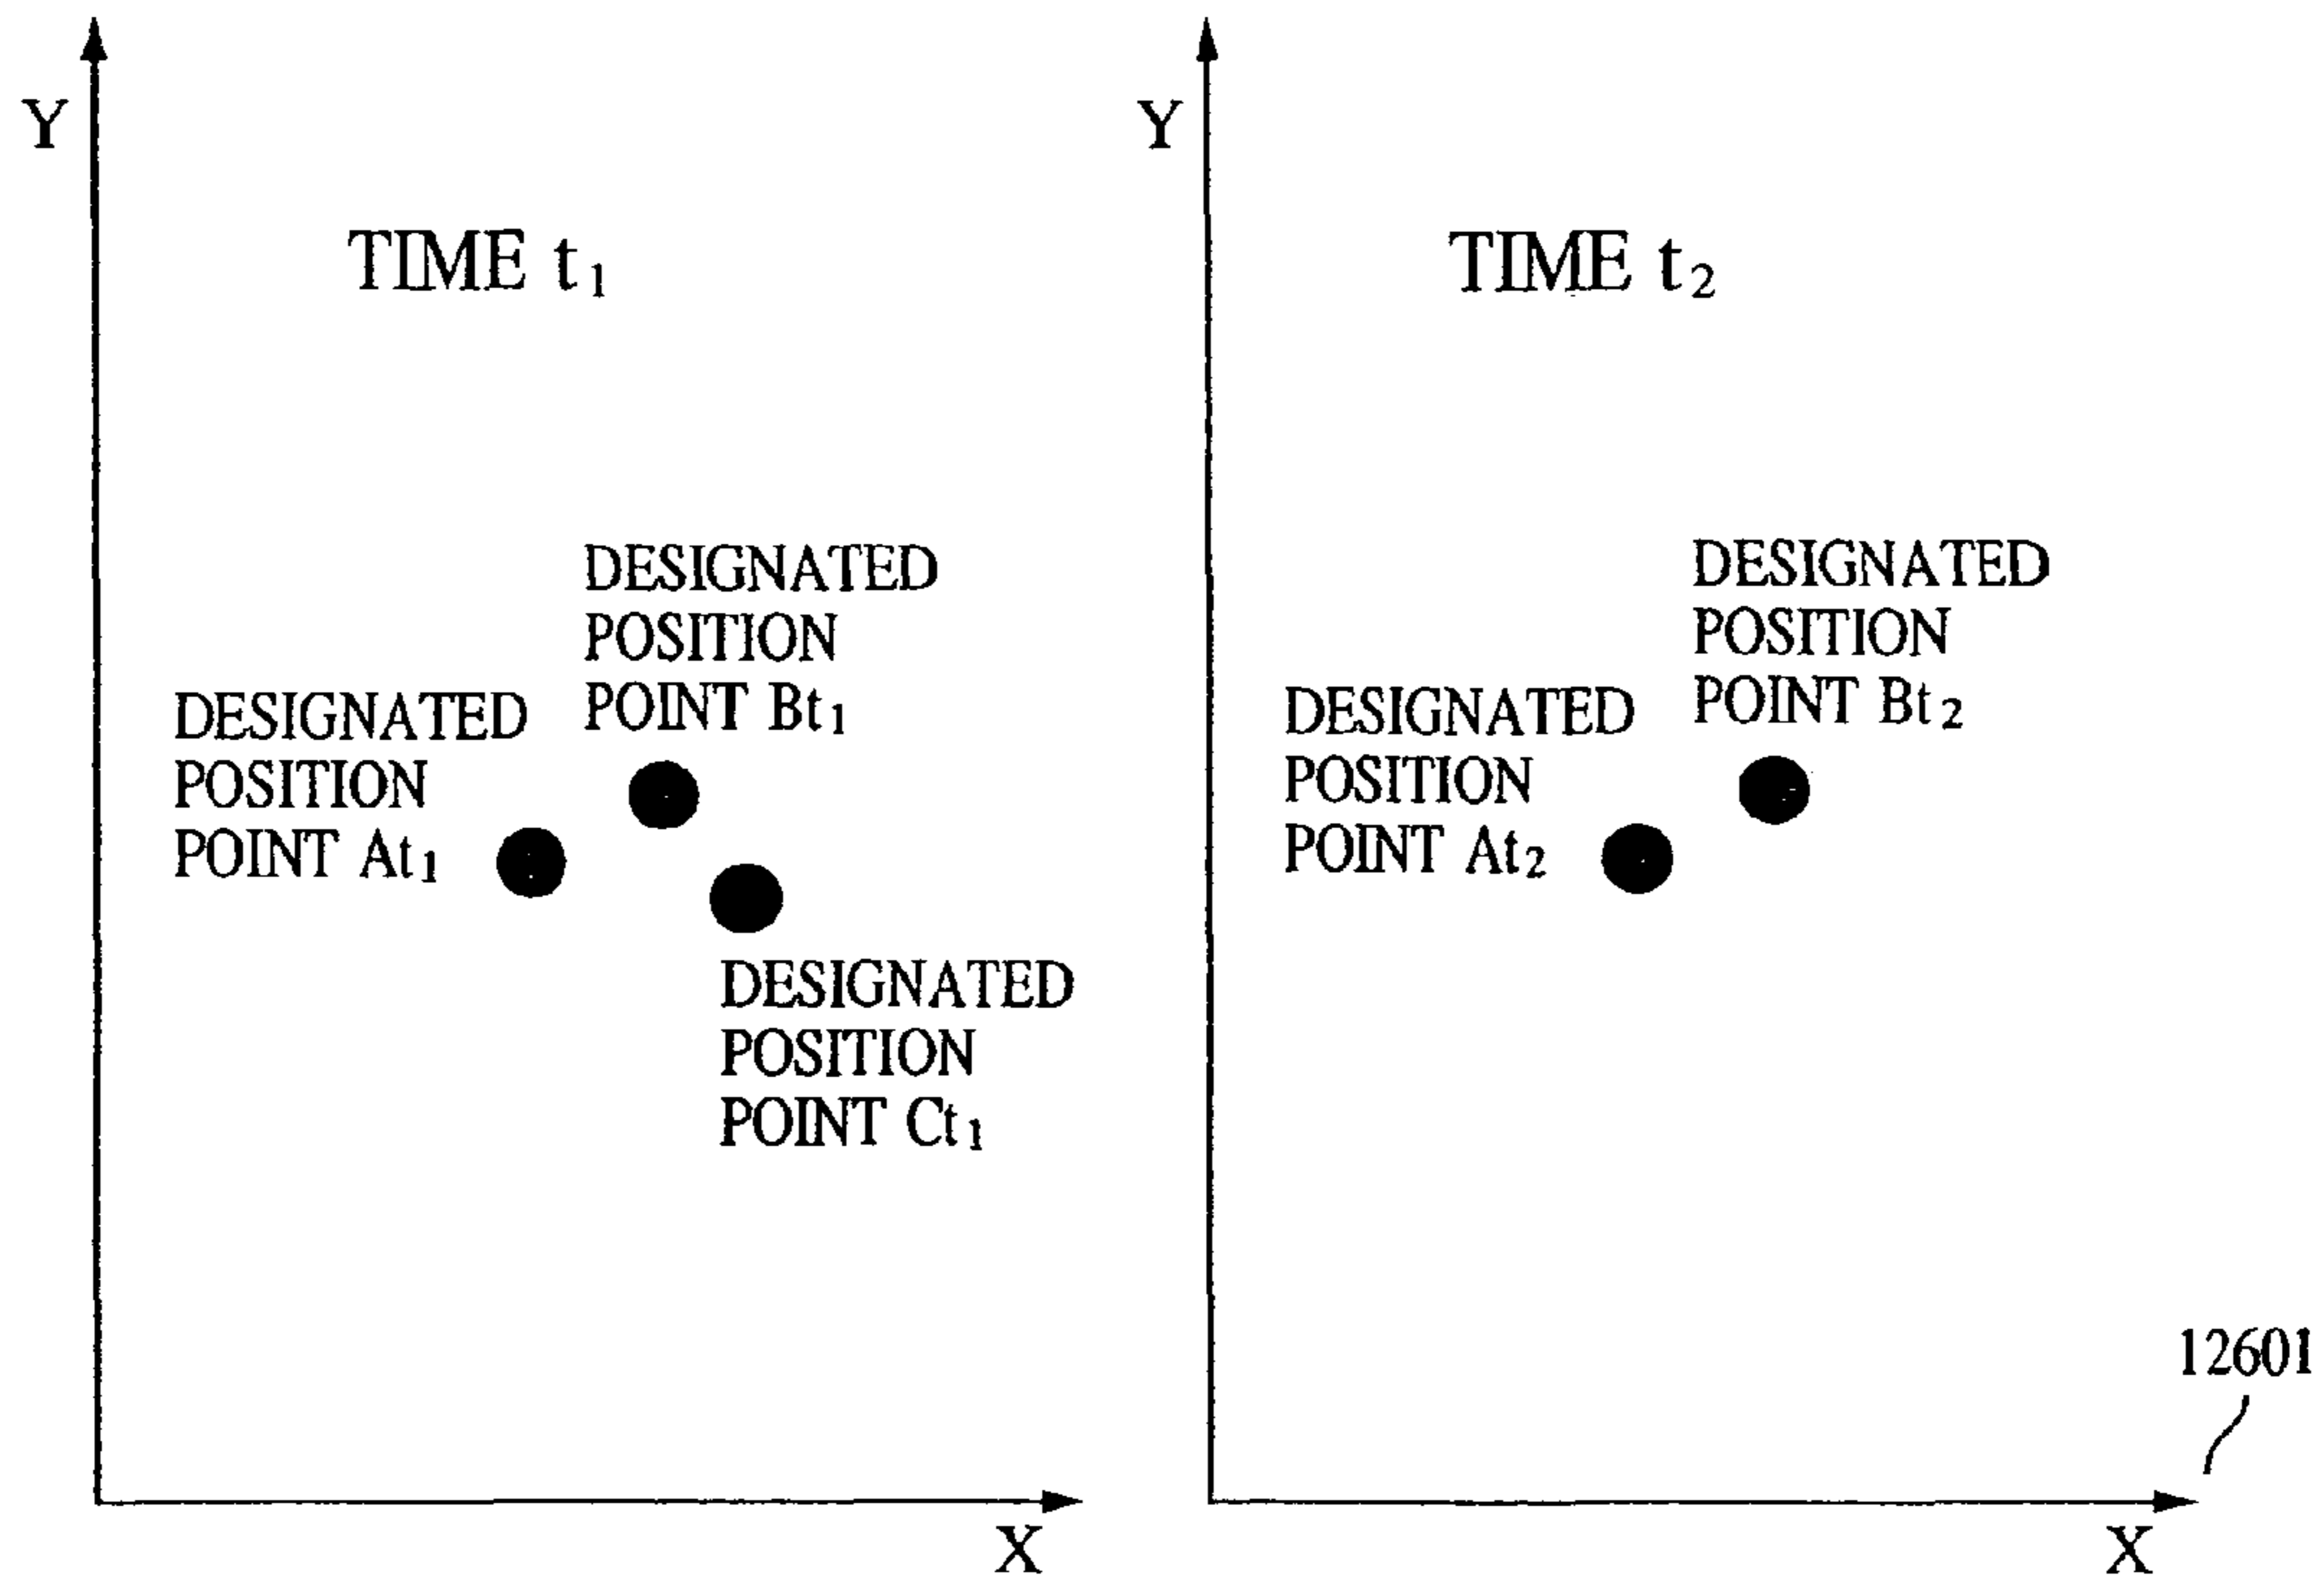 Y
TIME t₁
DESIGNATED
POSITION
POINT Bt₁
DESIGNATED
POSITION
POINT At₁
DESIGNATED
POSITION
POINT Ct₁
X
Y
TIME t₂
DESIGNATED
POSITION
POINT Bt₂
DESIGNATED
POSITION
POINT At₂
12601
X